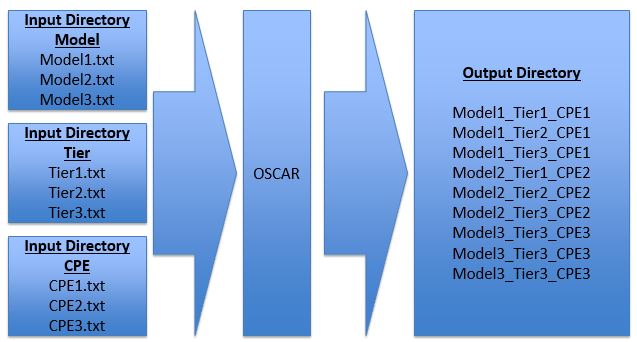 Input Directory
Model
Model1.txt
Model2.txt
Model3.txt
Input Directory
Tier
Tier1.txt
Tier2.txt
Tier3.txt
Input Directory
CPE
CPE1.txt
CPE2.txt
CPE3.txt
OSCAR
Output Directory
Model1_Tier1_CPE1
Model1_Tier2_CPE1
Model1_Tier3_CPE1
Model2_Tier1_CPE2
Model2_Tier2_CPE2
Model2_Tier3_CPE2
Model3_Tier3_CPE3
Model3_Tier3_CPE3
Model3_Tier3_CPE3